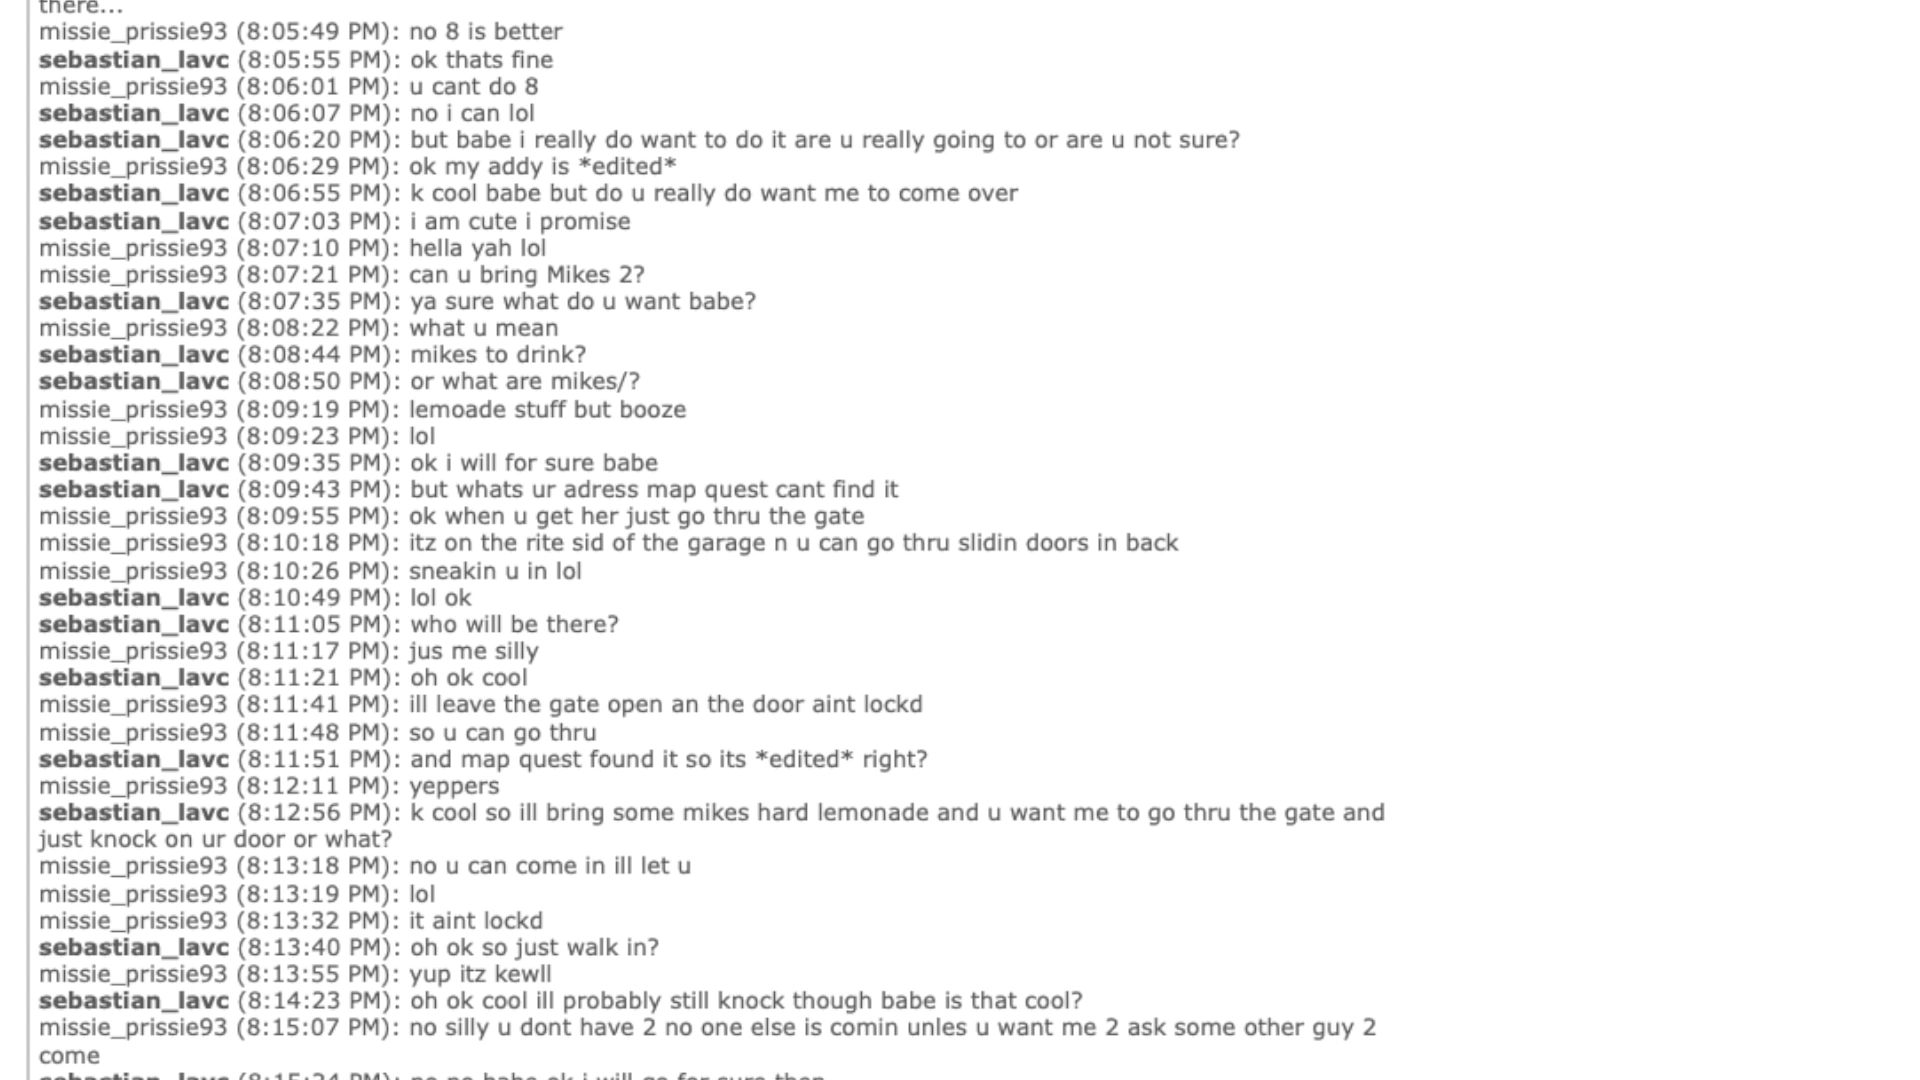 there...
missie_prissie93 (8:05:49 PM): no 8 is better
sebastian_lavc (8:05:55 PM): ok thats fine
missie_prissie93 (8:06:01 PM): u cant do 8
sebastian_lavc (8:06:07 PM): no i can lol
sebastian_lavc (8:06:20 PM): but babe i really do want to do it are u really going to or are u not sure?
missie_prissie93 (8:06:29 PM): ok my addy is *edited*
sebastian_lavc (8:06:55 PM): k cool babe but do u really do want me to come over
sebastian_lavc (8:07:03 PM): i am cute i promise
missie_prissie93 (8:07:10 PM): hella yah lol
missie_prissie93 (8:07:21 PM): can u bring Mikes 2?
sebastian_lavc (8:07:35 PM): ya sure what do u want babe?
missie_prissie93 (8:08:22 PM): what u mean
sebastian_lavc (8:08:44 PM): mikes to drink?
sebastian_lavc (8:08:50 PM): or what are mikes/?
missie_prissie93 (8:09:19 PM): lemoade stuff but booze
missie_prissie93 (8:09:23 PM): lol
sebastian_lavc (8:09:35 PM): ok i will for sure babe
sebastian_lavc (8:09:43 PM): but whats ur adress map quest cant find it
missie_prissie93 (8:09:55 PM): ok when u get her just go thru the gate
missie_prissie93 (8:10:18 PM): itz on the rite sid of the garage n u can go thru slidin doors in back
missie_prissie93 (8:10:26 PM): sneakin u in lol
sebastian_lavc (8:10:49 PM): lol ok
sebastian_lavc (8:11:05 PM): who will be there?
missie_prissie93 (8:11:17 PM): jus me silly
sebastian_lavc (8:11:21 PM): oh ok cool
missie_prissie93 (8:11:41 PM): ill leave the gate open an the door aint lockd
missie_prissie93 (8:11:48 PM): so u can go thru
sebastian_lavc (8:11:51 PM): and map quest found it so its *edited* right?
missie_prissie93 (8:12:11 PM): yeppers
sebastian_lavc (8:12:56 PM): k cool so ill bring some mikes hard lemonade and u want me to go thru the gate and
just knock on ur door or what?
missie_prissie93 (8:13:18 PM): no u can come in ill let u
missie_prissie93 (8:13:19 PM): lol
missie_prissie93 (8:13:32 PM): it aint lockd
sebastian_lavc (8:13:40 PM): oh ok so just walk in?
missie_prissie93 (8:13:55 PM): yup itz kewll
sebastian_lavc (8:14:23 PM): oh ok cool ill probably still knock though babe is that cool?
missie_prissie93 (8:15:07 PM): no silly u dont have 2 no one else is comin unles u want me 2 ask some other guy 2
come
sebastian_lavc (8:15:24 PM): no no babe ok i will go for sure then